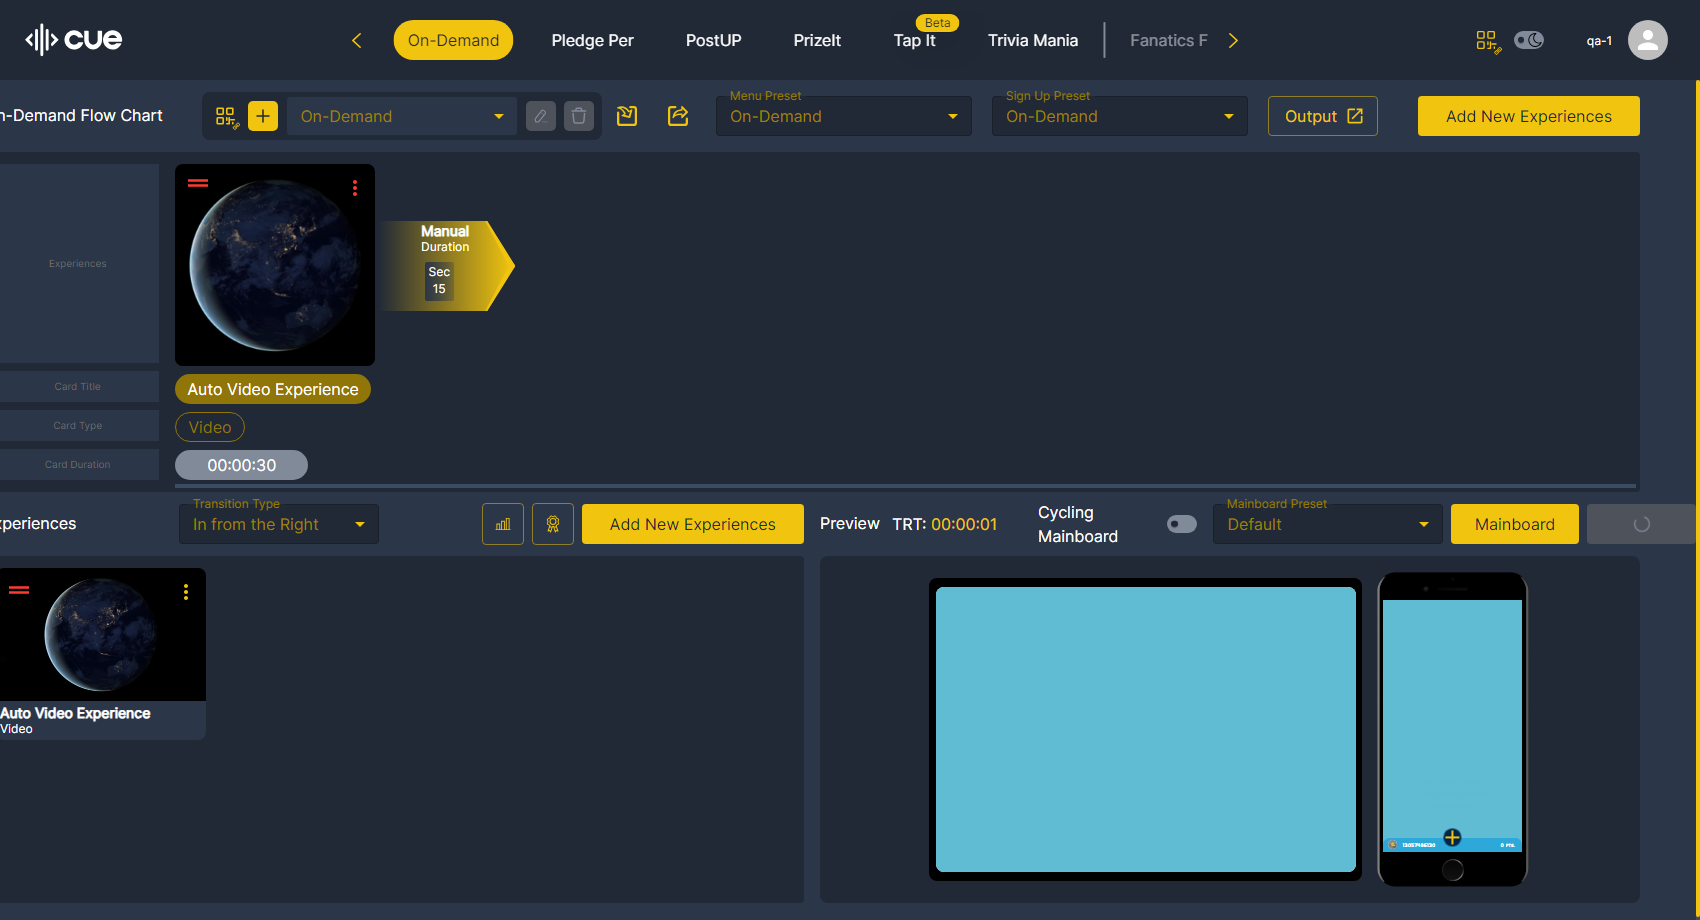 cue
On-Demand
Pledge Per
PostUP
PrizeIt
Beta
Tap It
Trivia Mania
Fanatics F
qa-1
n-Demand Flow Chart
On-Demand
Menu Preset
On-Demand
Sign Up Preset
On-Demand
Output
Add New Experiences
Experiences
Manual
Duration
Sec
15
Card Title
Auto Video Experience
Card Type
Video
Card Duration
00:00:30
xperiences
Transition Type
In from the Right
Add New Experiences
Preview
TRT: 00:00:01
Cycling
Mainboard
Mainboard Preset
Default
Mainboard
Auto Video Experience
Video
0 PTS.